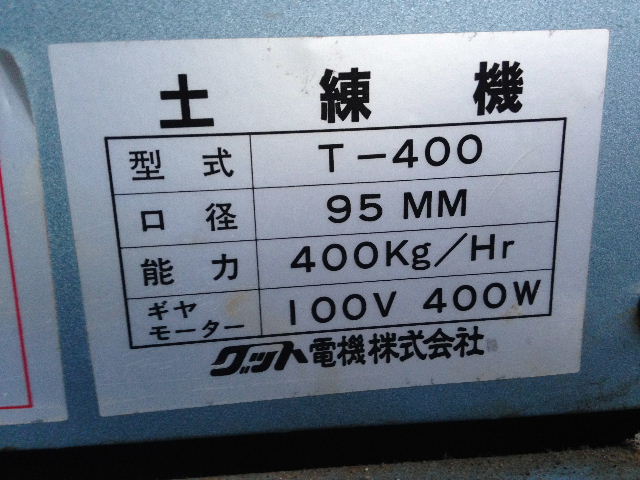 土練機
型式 T-400
口径 95 MM
能力 400Kg/Hr
ギヤ
モーター 100V 400W
グット電機株式会社